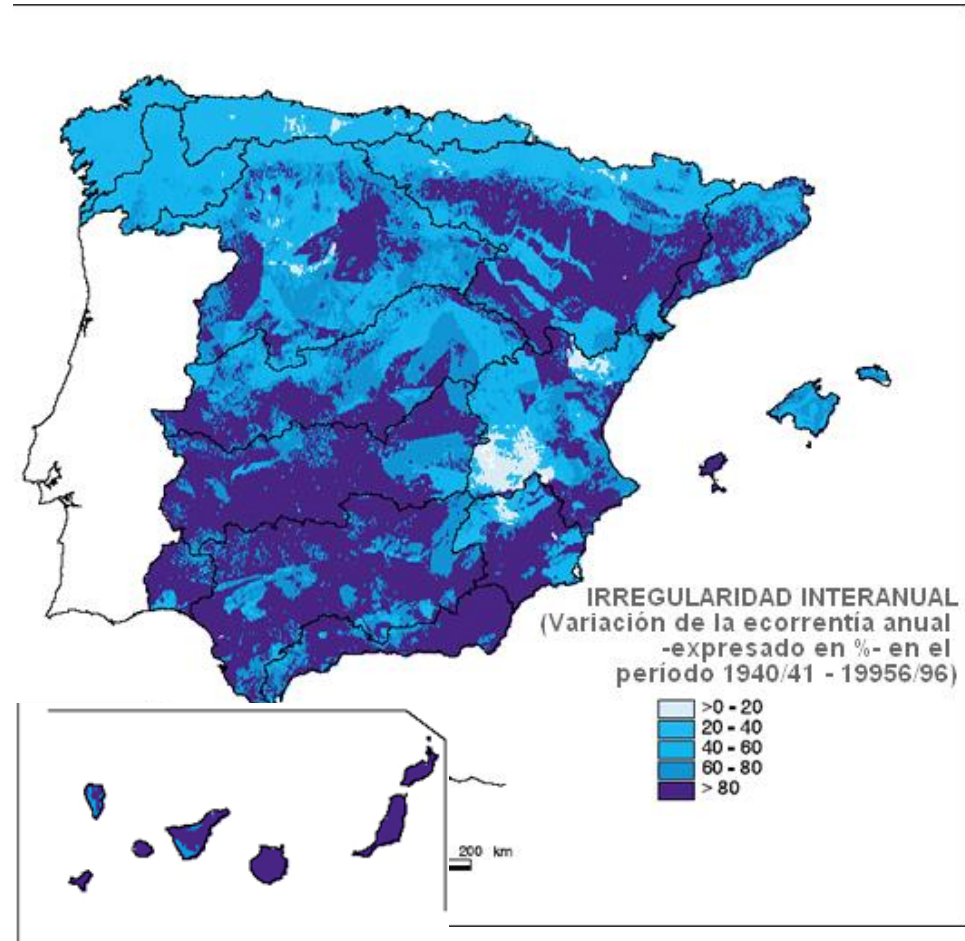 IRREGULARIDAD INTERANUAL
(Variación de la ecorrentía anual
-expresado en %- en el
período 1940/41 - 19956/96)
>0 - 20
20 - 40
40 - 60
60 - 80
> 80
200 km